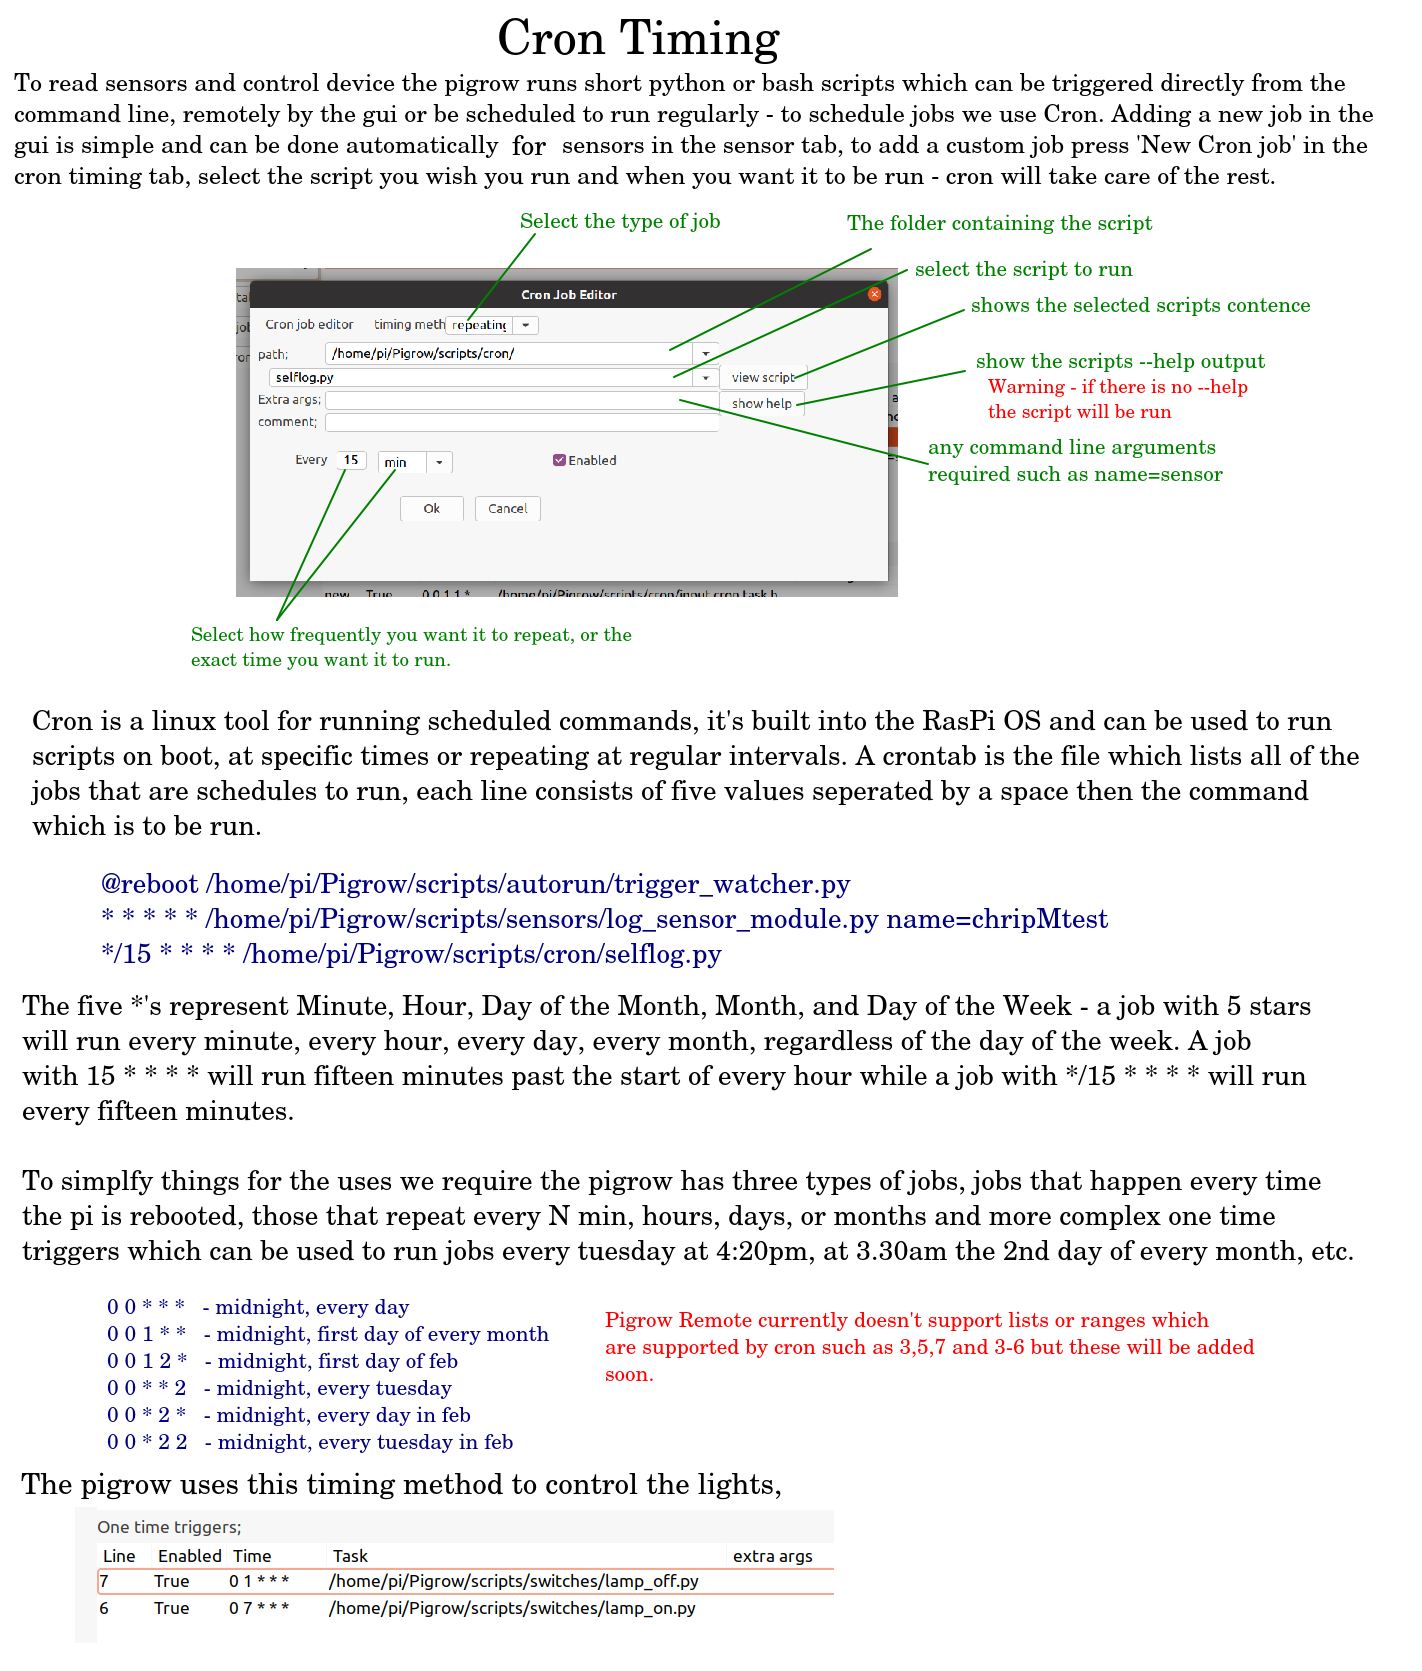 Cron Timing
To read sensors and control device the pigrow runs short python or bash scripts which can be triggered directly from the
command line, remotely by the gui or be scheduled to run regularly - to schedule jobs we use Cron. Adding a new job in the
gui is simple and can be done automatically for sensors in the sensor tab, to add a custom job press 'New Cron job' in the
cron timing tab, select the script you wish you run and when you want it to be run - cron will take care of the rest.
Select the type of job
The folder containing the script
select the script to run
shows the selected scripts contence
show the scripts --help output
Warning - if there is no --help
the script will be run
any command line arguments
required such as name=sensor
Cron Job Editor
Cron job editor timing meth repeating
path; /home/pi/Pigrow/scripts/cron/
selflog.py view script
Extra args; show help
comment;
Every 15 min Enabled
Ok Cancel
new True 0 0 1 1 * /home/pi/Pigrow/scripts/cron/input cron task h
Select how frequently you want it to repeat, or the
exact time you want it to run.
Cron is a linux tool for running scheduled commands, it's built into the RasPi OS and can be used to run
scripts on boot, at specific times or repeating at regular intervals. A crontab is the file which lists all of the
jobs that are schedules to run, each line consists of five values seperated by a space then the command
which is to be run.
@reboot /home/pi/Pigrow/scripts/autorun/trigger_watcher.py
* * * * * /home/pi/Pigrow/scripts/sensors/log_sensor_module.py name=chripMtest
*/15 * * * * /home/pi/Pigrow/scripts/cron/selflog.py
The five *'s represent Minute, Hour, Day of the Month, Month, and Day of the Week - a job with 5 stars
will run every minute, every hour, every day, every month, regardless of the day of the week. A job
with 15 * * * * will run fifteen minutes past the start of every hour while a job with */15 * * * * will run
every fifteen minutes.
To simplfy things for the uses we require the pigrow has three types of jobs, jobs that happen every time
the pi is rebooted, those that repeat every N min, hours, days, or months and more complex one time
triggers which can be used to run jobs every tuesday at 4:20pm, at 3.30am the 2nd day of every month, etc.
0 0 * * * - midnight, every day
0 0 1 * * - midnight, first day of every month
0 0 1 2 * - midnight, first day of feb
0 0 * * 2 - midnight, every tuesday
0 0 * 2 * - midnight, every day in feb
0 0 * 2 2 - midnight, every tuesday in feb
Pigrow Remote currently doesn't support lists or ranges which
are supported by cron such as 3,5,7 and 3-6 but these will be added
soon.
The pigrow uses this timing method to control the lights,
One time triggers;
Line Enabled Time Task extra args
7 True 0 1 * * * /home/pi/Pigrow/scripts/switches/lamp_off.py
6 True 0 7 * * * /home/pi/Pigrow/scripts/switches/lamp_on.py